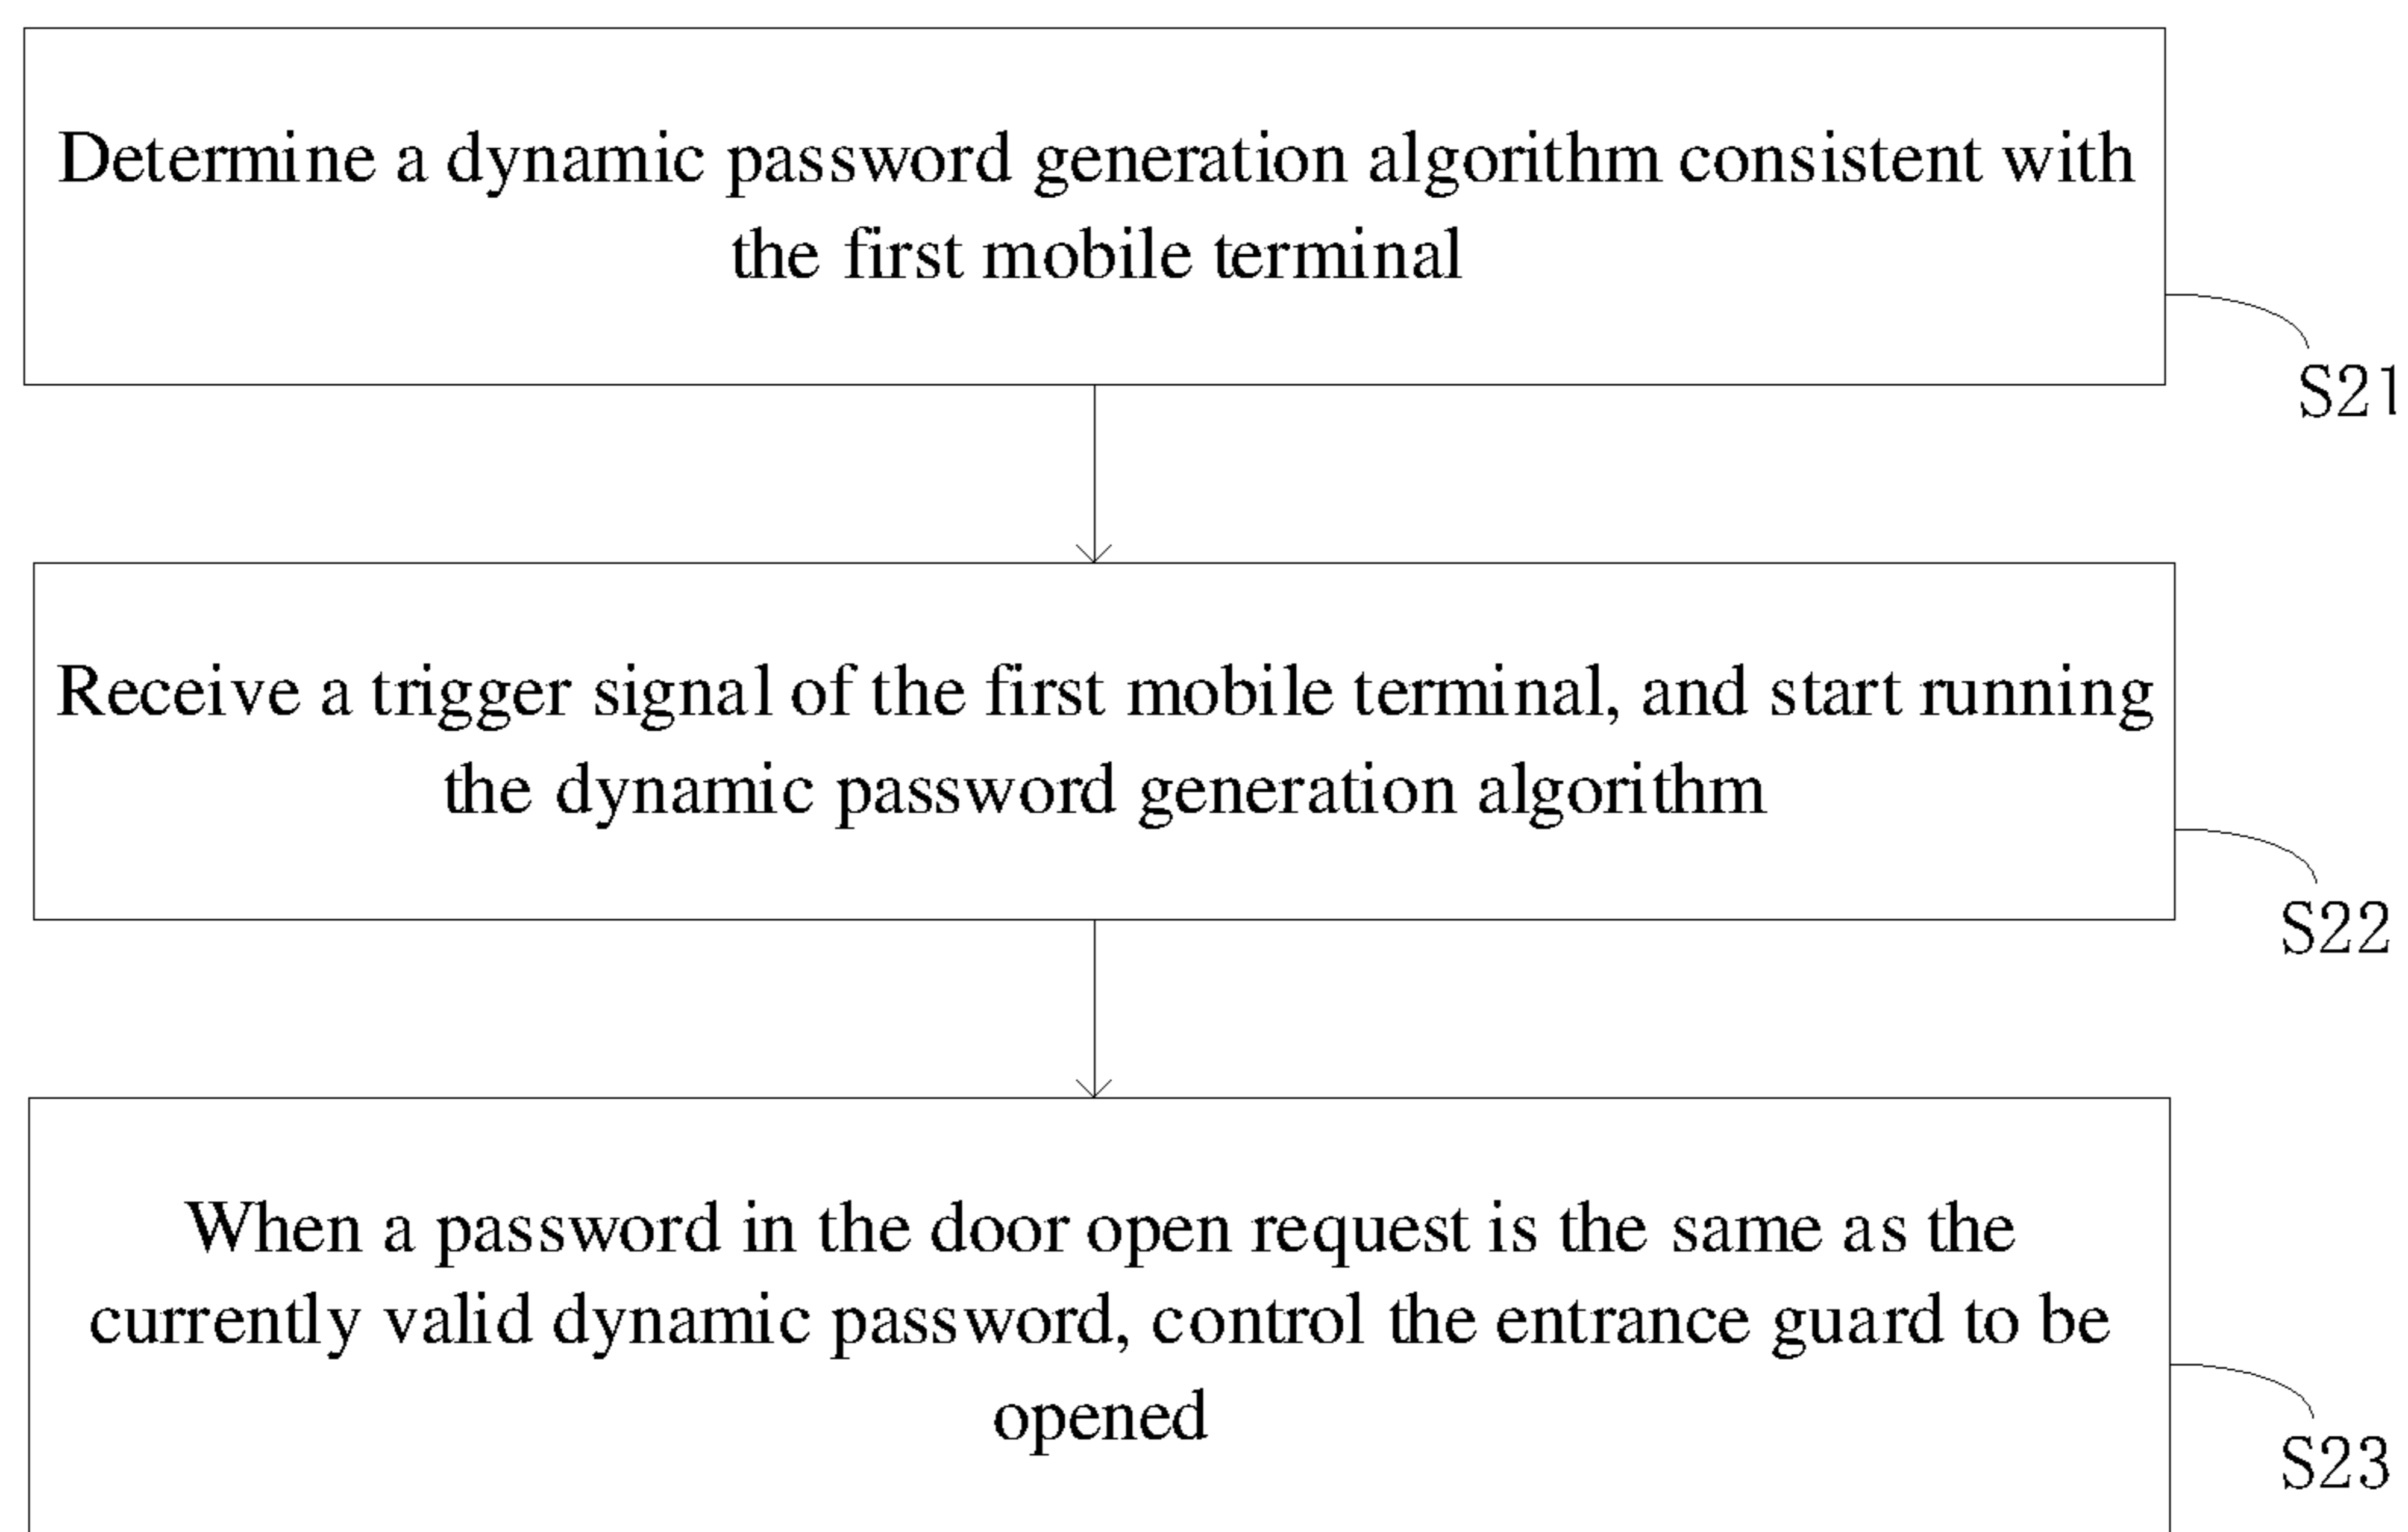 Determine a dynamic password generation algorithm consistent with
the first mobile terminal
S21
Receive a trigger signal of the first mobile terminal, and start running
the dynamic password generation algorithm
S22
When a password in the door open request is the same as the
currently valid dynamic password, control the entrance guard to be
opened
S23